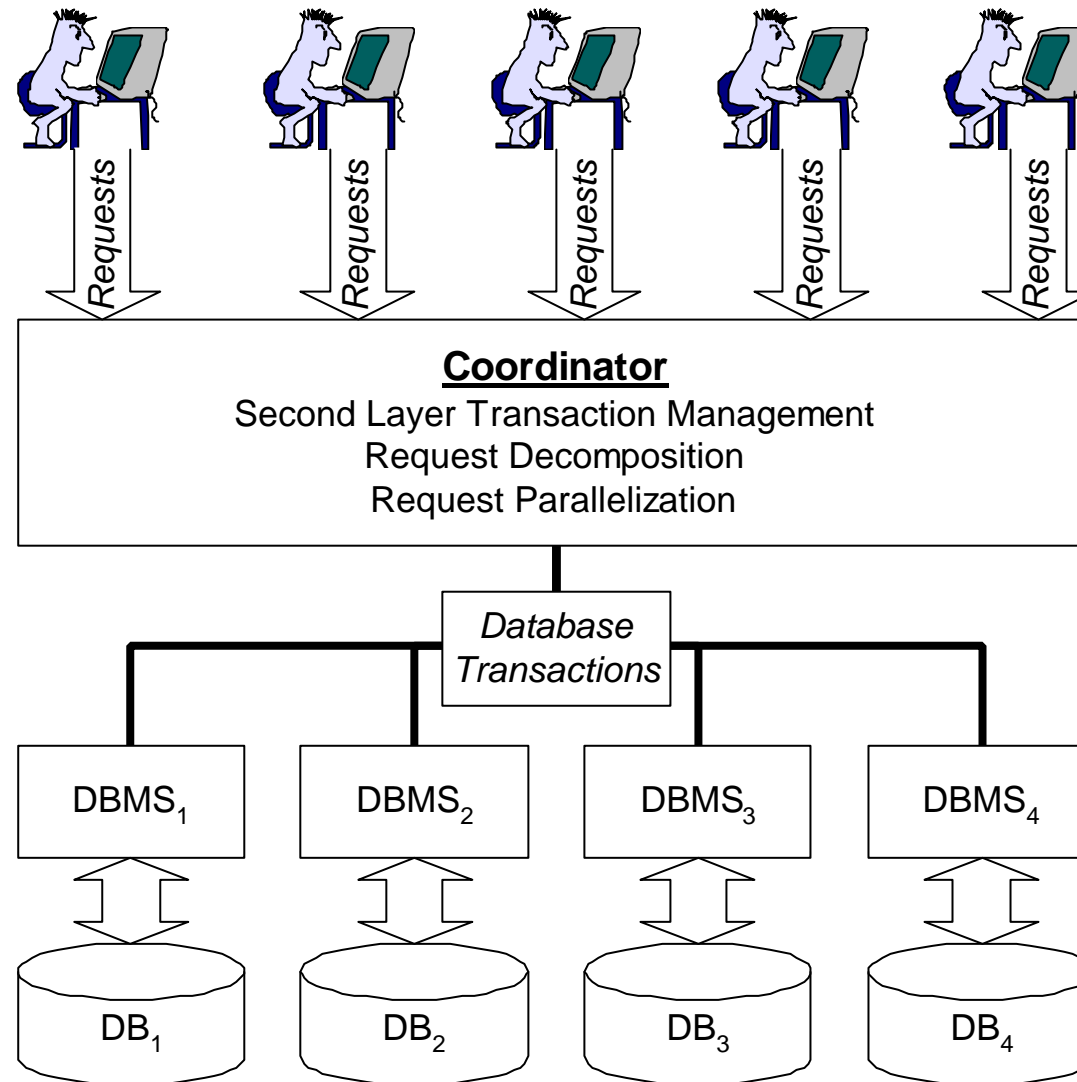 Requests
Requests
Requests
Requests
Requests
Coordinator
Second Layer Transaction Management
Request Decomposition
Request Parallelization
Database
Transactions
DBMS₁
DBMS₂
DBMS₃
DBMS₄
DB₁
DB₂
DB₃
DB₄